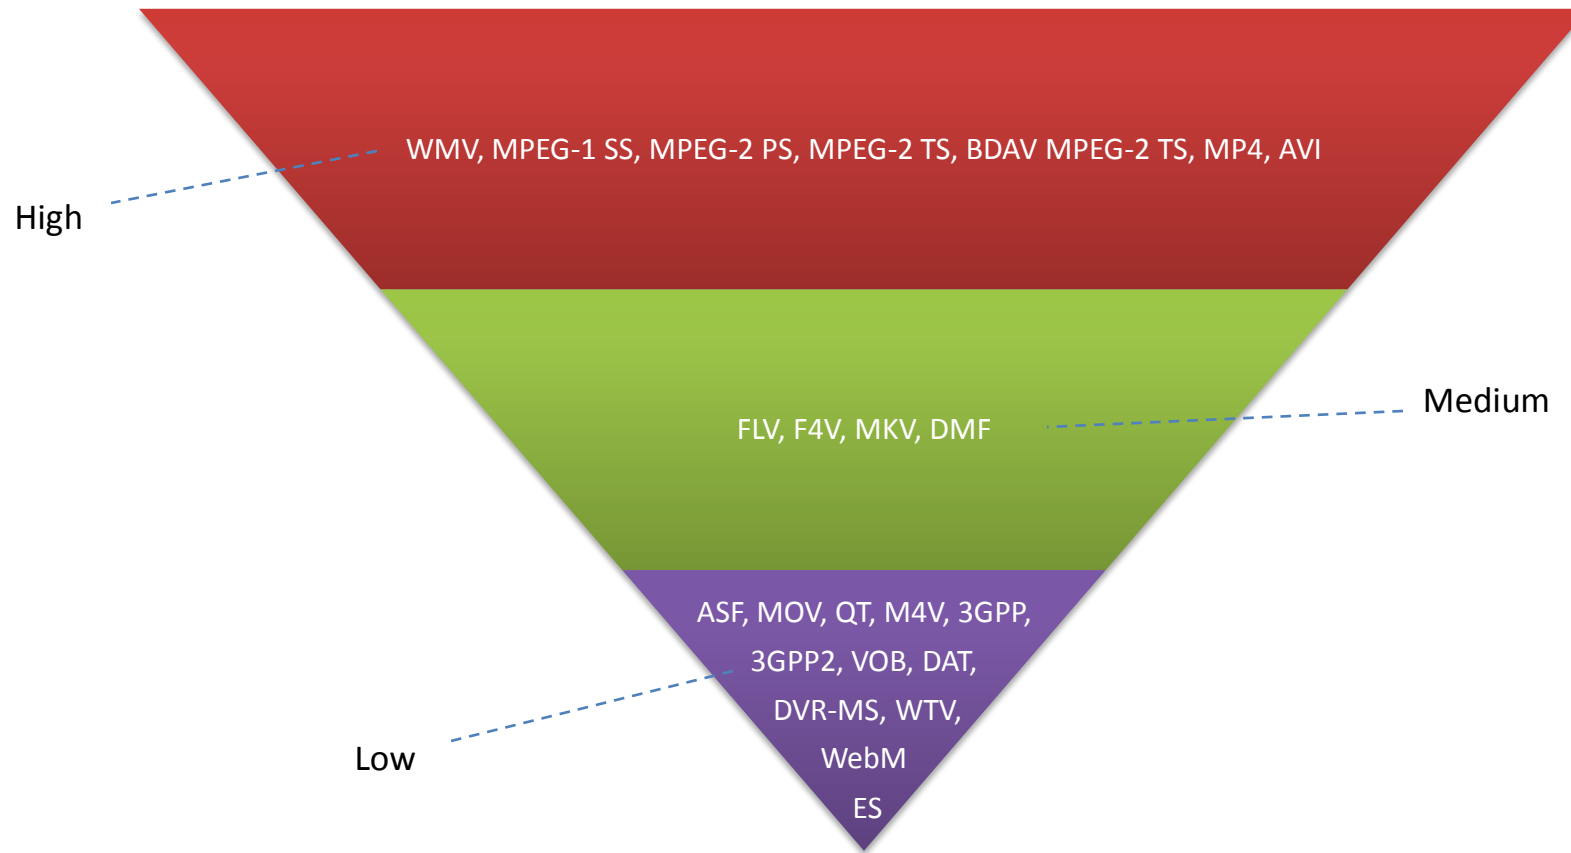 WMV, MPEG-1 SS, MPEG-2 PS, MPEG-2 TS, BDAV MPEG-2 TS, MP4, AVI
High
Medium
FLV, F4V, MKV, DMF
ASF, MOV, QT, M4V, 3GPP,
3GPP2, VOB, DAT,
DVR-MS, WTV,
WebM
Low
ES